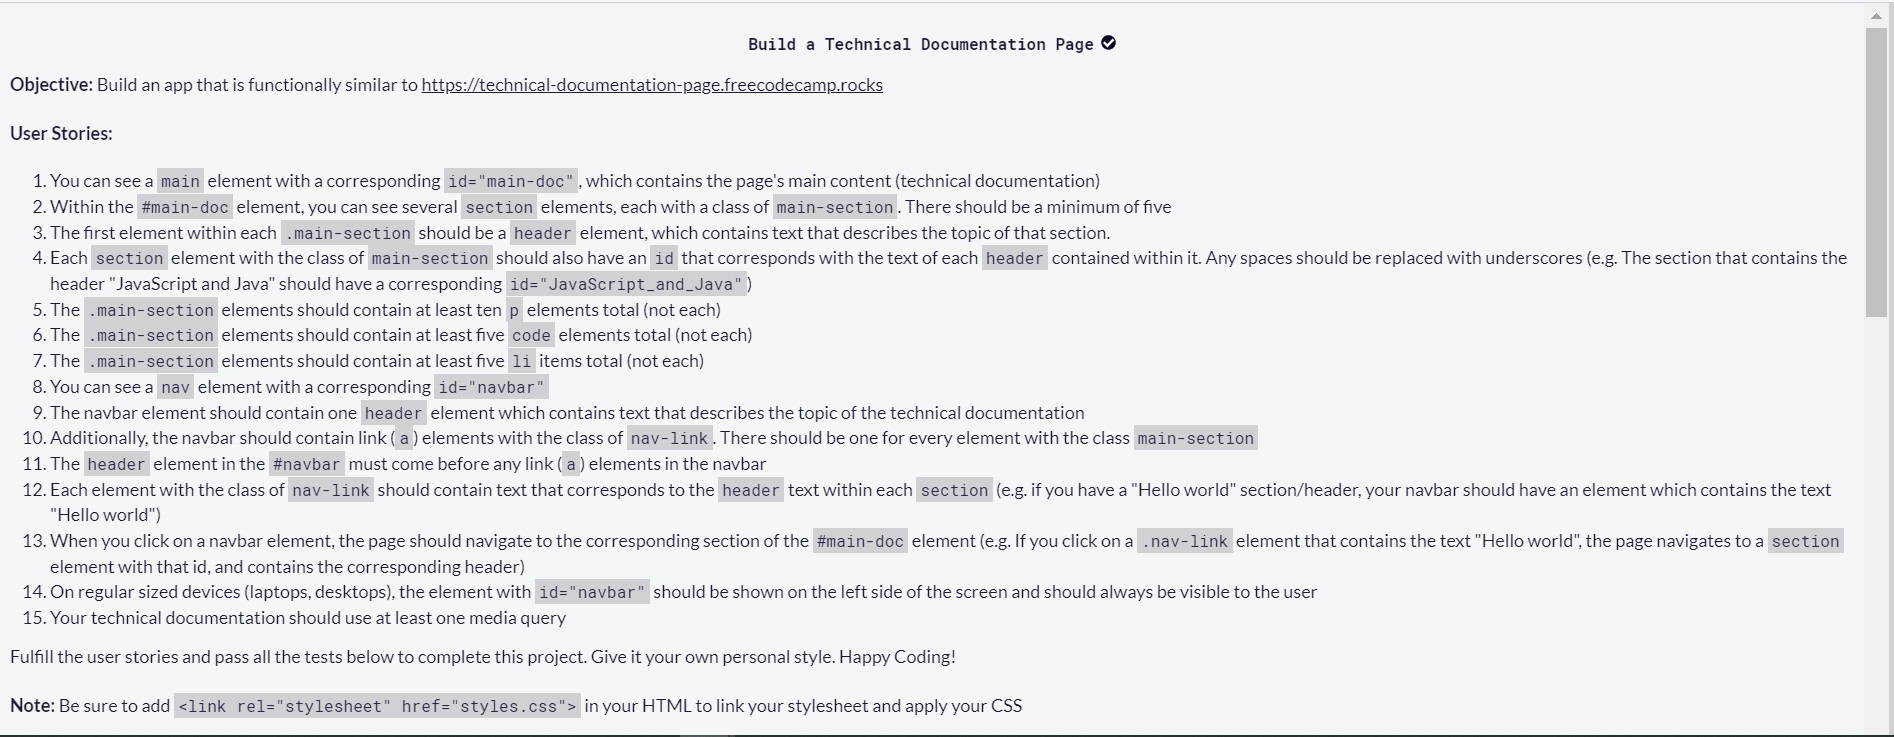 Build a Technical Documentation Page
Objective: Build an app that is functionally similar to https://technical-documentation-page.freecodecamp.rocks
User Stories:
1. You can see a main element with a corresponding id="main-doc", which contains the page's main content (technical documentation)
2. Within the #main-doc element, you can see several section elements, each with a class of main-section. There should be a minimum of five
3. The first element within each .main-section should be a header element, which contains text that describes the topic of that section.
4. Each section element with the class of main-section should also have an id that corresponds with the text of each header contained within it. Any spaces should be replaced with underscores (e.g. The section that contains the
header "JavaScript and Java" should have a corresponding id="JavaScript_and_Java")
5. The .main-section elements should contain at least ten p elements total (not each)
6. The .main-section elements should contain at least five code elements total (not each)
7. The .main-section elements should contain at least five li items total (not each)
8. You can see a nav element with a corresponding id="navbar"
9. The navbar element should contain one header element which contains text that describes the topic of the technical documentation
10. Additionally, the navbar should contain link (a) elements with the class of nav-link. There should be one for every element with the class main-section
11. The header element in the #navbar must come before any link (a) elements in the navbar
12. Each element with the class of nav-link should contain text that corresponds to the header text within each section (e.g. if you have a "Hello world" section/header, your navbar should have an element which contains the text
"Hello world")
13. When you click on a navbar element, the page should navigate to the corresponding section of the #main-doc element (e.g. If you click on a .nav-link element that contains the text "Hello world", the page navigates to a section
element with that id, and contains the corresponding header)
14. On regular sized devices (laptops, desktops), the element with id="navbar" should be shown on the left side of the screen and should always be visible to the user
15. Your technical documentation should use at least one media query
Fulfill the user stories and pass all the tests below to complete this project. Give it your own personal style. Happy Coding!
Note: Be sure to add <link rel="stylesheet" href="styles.css"> in your HTML to link your stylesheet and apply your CSS